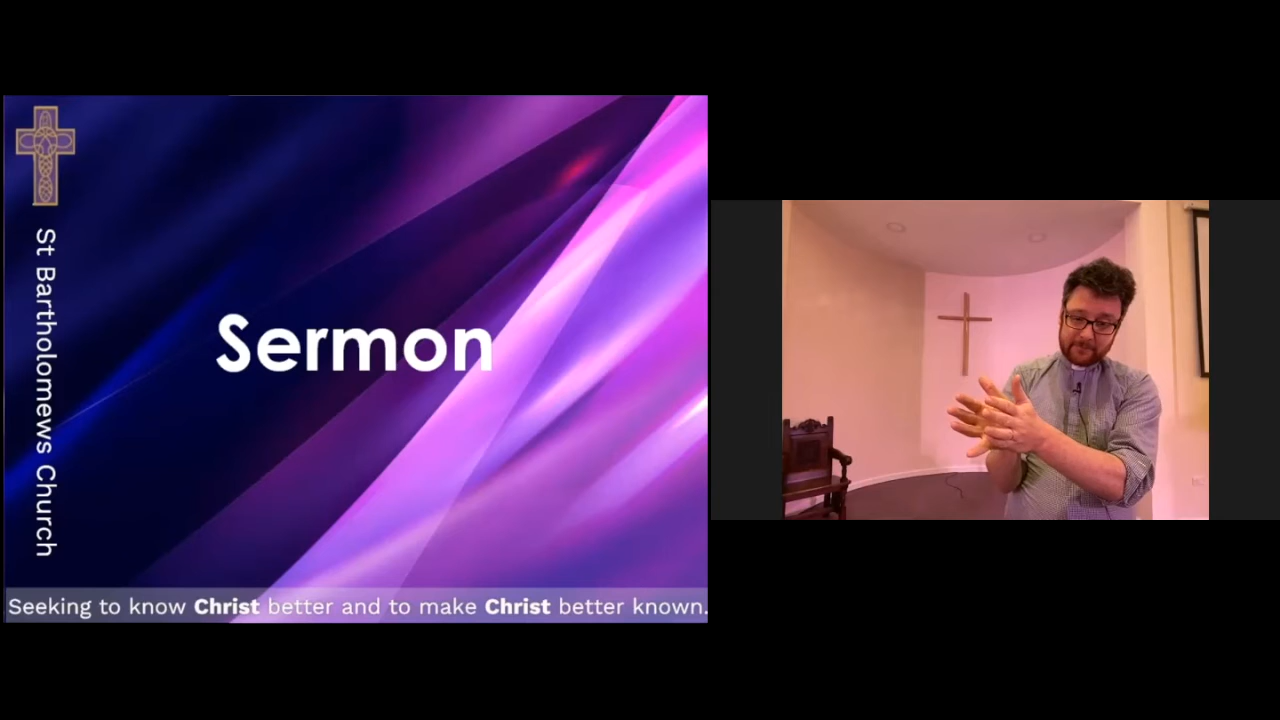 St Bartholomews Church
Sermon
Seeking to know Christ better and to make Christ better known.